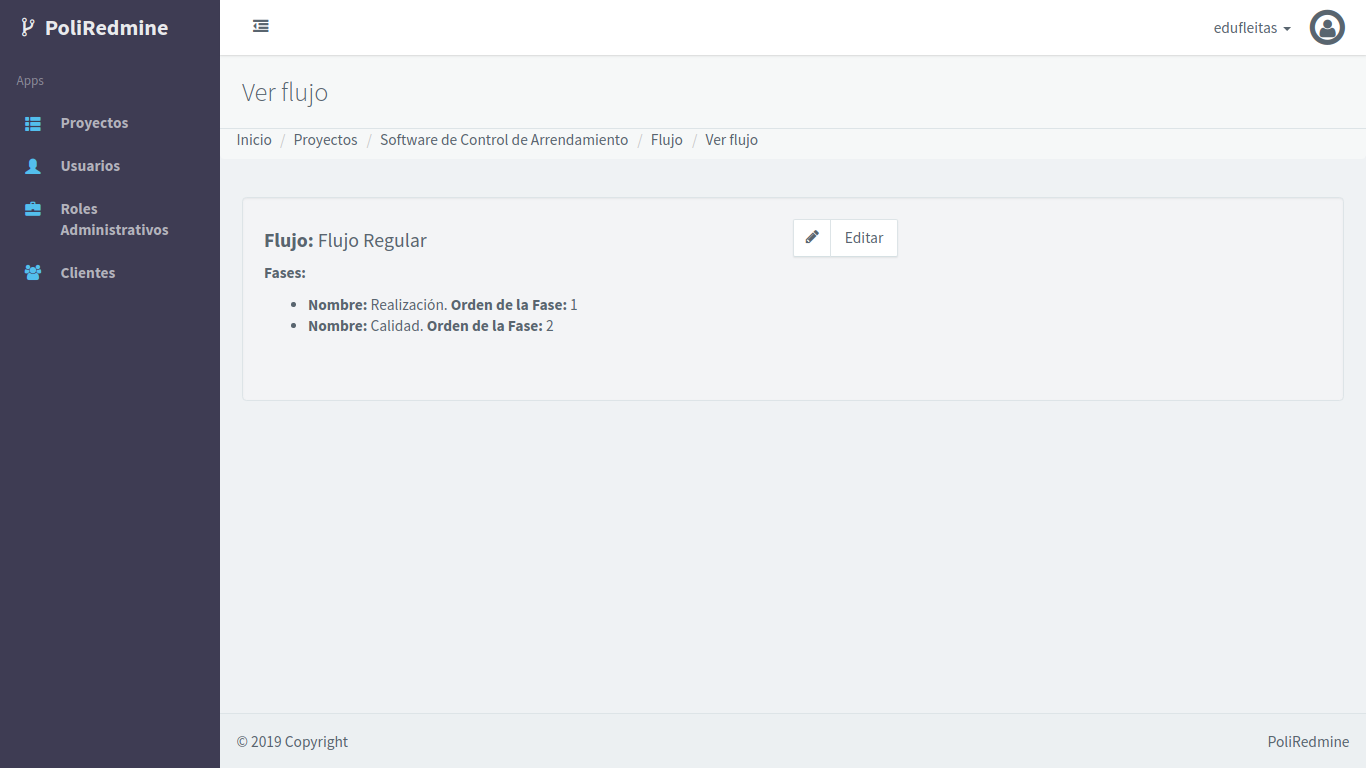 PoliRedmine
edufleitas
Apps
Proyectos
Usuarios
Roles
Administrativos
Clientes
Ver flujo
Inicio / Proyectos / Software de Control de Arrendamiento / Flujo / Ver flujo
Flujo: Flujo Regular
Editar
Fases:
• Nombre: Realización. Orden de la Fase: 1
• Nombre: Calidad. Orden de la Fase: 2
© 2019 Copyright
PoliRedmine